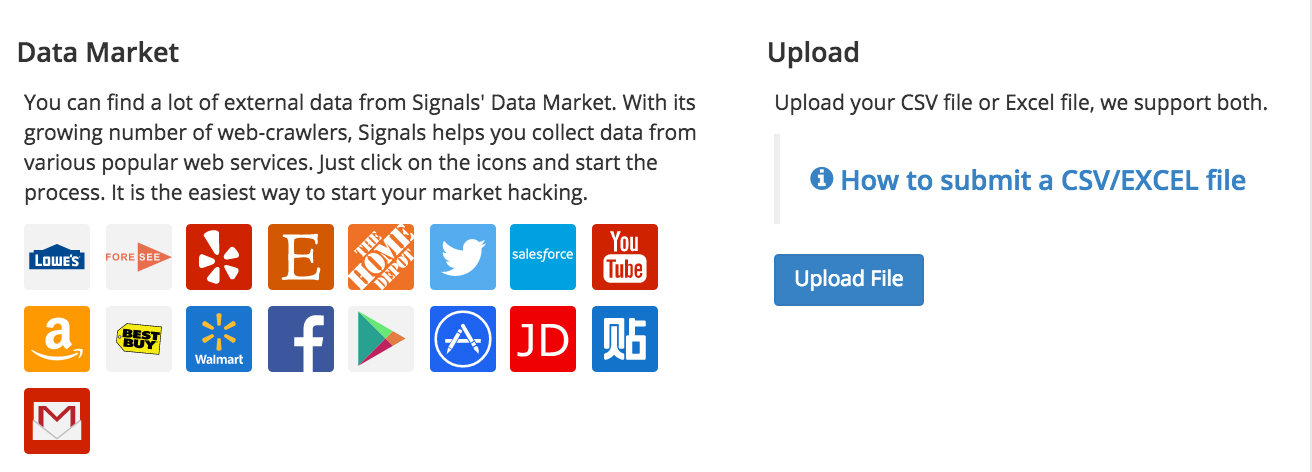 Data Market
You can find a lot of external data from Signals' Data Market. With its
growing number of web-crawlers, Signals helps you collect data from
various popular web services. Just click on the icons and start the
process. It is the easiest way to start your market hacking.
LOWE'S
FORESEE
E
THE
HOME
DEPOT
salesforce
You
Tube
a
BEST
BUY
Walmart
f
JD
贴
M
Upload
Upload your CSV file or Excel file, we support both.
i How to submit a CSV/EXCEL file
Upload File